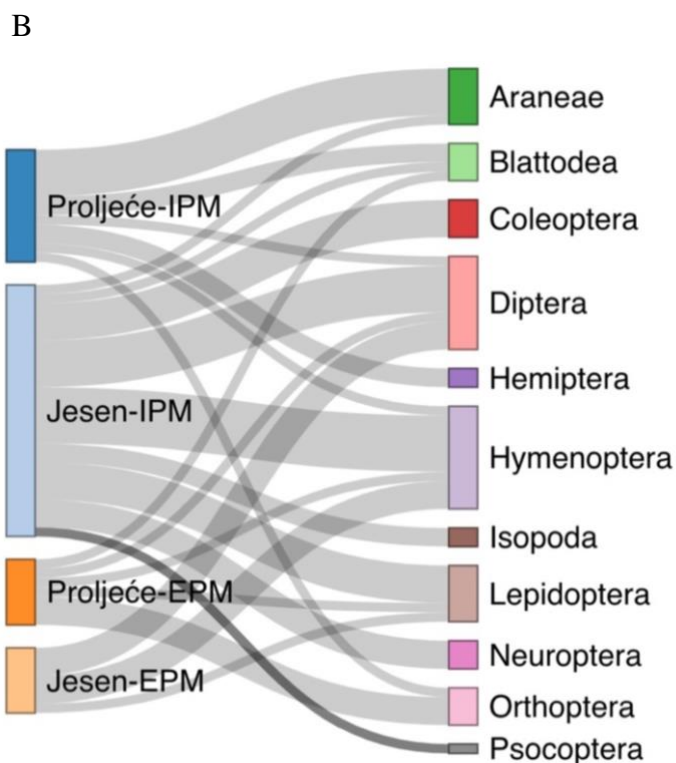 B
Proljeće-IPM
Jesen-IPM
Proljeće-EPM
Jesen-EPM
Araneae
Blattodea
Coleoptera
Diptera
Hemiptera
Hymenoptera
Isopoda
Lepidoptera
Neuroptera
Orthoptera
Psocoptera